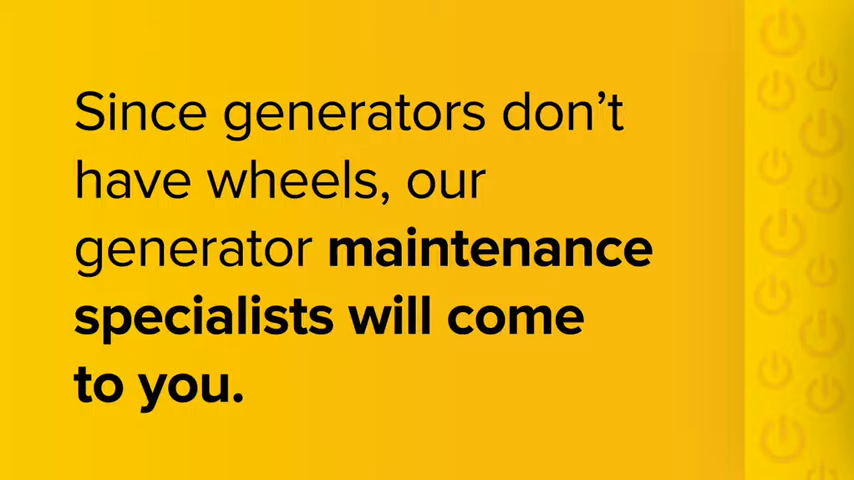 Since generators don’t
have wheels, our
generator maintenance
specialists will come
to you.